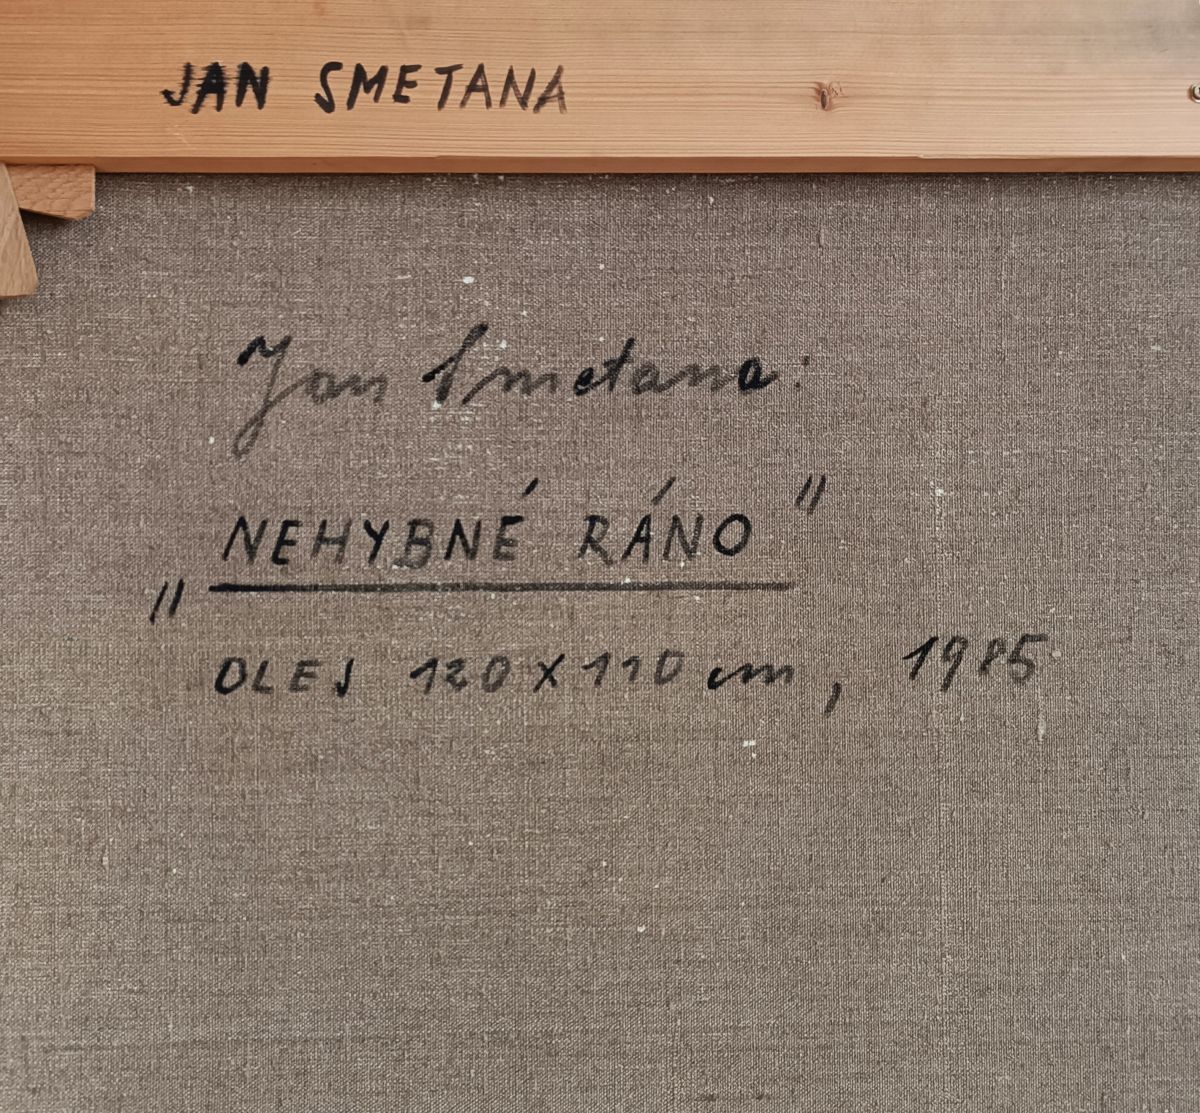 JAN SMETANA
Jan Smetana:
„NEHYBNÉ RÁNO"
OLEJ 120 X 110 cm, 1985